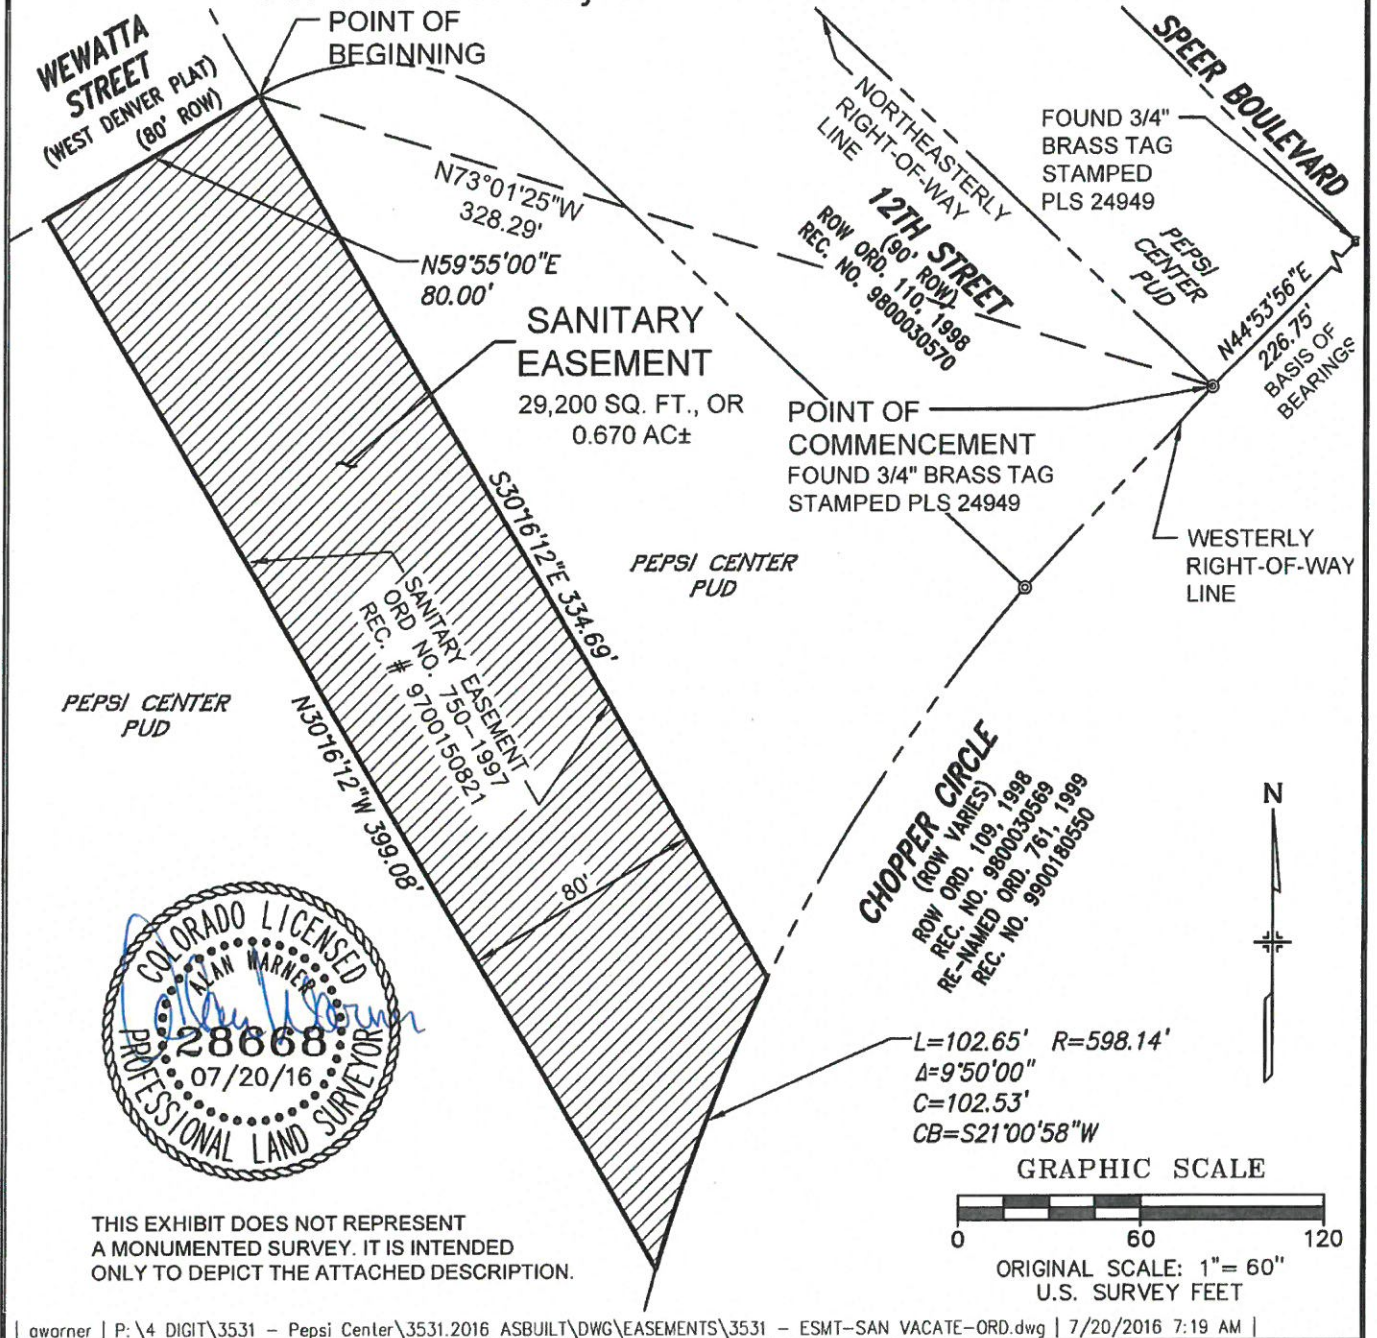 WEWATTA
STREET
(WEST DENVER PLAT)
(80' ROW)
POINT OF
BEGINNING
N73°01'25"W
328.29'
N59°55'00"E
80.00'
SANITARY
EASEMENT
29,200 SQ. FT., OR
0.670 AC±
NORTHEASTERLY
RIGHT-OF-WAY
LINE
12TH STREET
(90' ROW)
ROW ORD. 110, 1998
REC. NO. 9800030570
SPEER BOULEVARD
FOUND 3/4"
BRASS TAG
STAMPED
PLS 24949
PEPSI
CENTER
PUD
N44°53'56"E
226.75'
BASIS OF
BEARINGS
POINT OF
COMMENCEMENT
FOUND 3/4" BRASS TAG
STAMPED PLS 24949
WESTERLY
RIGHT-OF-WAY
LINE
S30°16'12"E 334.69'
PEPSI CENTER
PUD
SANITARY EASEMENT
ORD NO. 750-1997
REC. # 9700150821
PEPSI CENTER
PUD
N30°16'12"W 399.08'
80'
CHOPPER CIRCLE
(ROW VARIES)
ROW ORD. 109, 1998
REC. NO. 9800030569
RE-NAMED ORD. 761, 1999
REC. NO. 9900180550
N
COLORADO LICENSED
ALAN WARNER
28668
07/20/16
PROFESSIONAL LAND SURVEYOR
L=102.65' R=598.14'
Δ=9°50'00"
C=102.53'
CB=S21°00'58"W
GRAPHIC SCALE
0 60 120
ORIGINAL SCALE: 1"= 60"
U.S. SURVEY FEET
THIS EXHIBIT DOES NOT REPRESENT
A MONUMENTED SURVEY. IT IS INTENDED
ONLY TO DEPICT THE ATTACHED DESCRIPTION.
| awarner | P:\4 DIGIT\3531 - Pepsi Center\3531.2016 ASBUILT\DWG\EASEMENTS\3531 - ESMT-SAN VACATE-ORD.dwg | 7/20/2016 7:19 AM |